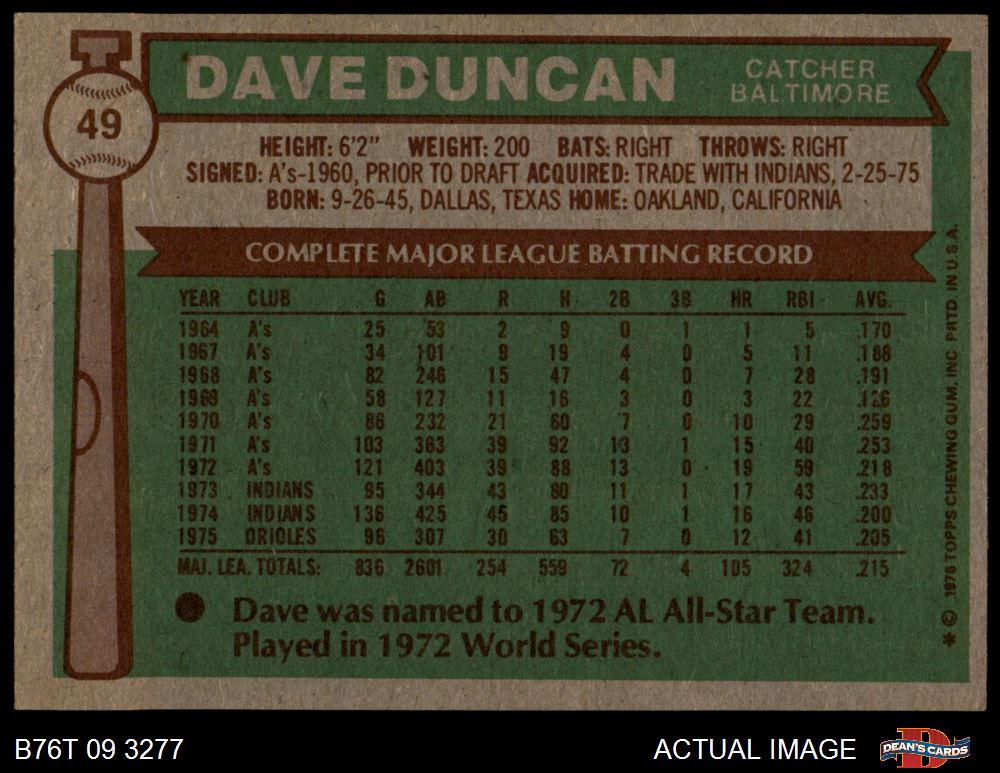 49
DAVE DUNCAN
CATCHER
BALTIMORE
HEIGHT: 6'2" WEIGHT: 200 BATS: RIGHT THROWS: RIGHT
SIGNED: A's-1960, PRIOR TO DRAFT ACQUIRED: TRADE WITH INDIANS, 2-25-75
BORN: 9-26-45, DALLAS, TEXAS HOME: OAKLAND, CALIFORNIA
COMPLETE MAJOR LEAGUE BATTING RECORD
YEAR CLUB G AB R H 2B 3B HR RBI AVG.
1964 A's 25 53 2 9 0 1 1 5 .170
1967 A's 34 101 9 19 4 0 5 11 .188
1968 A's 82 246 15 47 4 0 7 28 .191
1969 A's 58 127 11 16 3 0 3 22 .126
1970 A's 86 232 21 60 7 0 10 29 .259
1971 A's 103 363 39 92 13 1 15 40 .253
1972 A's 121 403 39 88 13 0 19 59 .218
1973 INDIANS 95 344 43 80 11 1 17 43 .233
1974 INDIANS 136 425 45 85 10 1 16 46 .200
1975 ORIOLES 96 307 30 63 7 0 12 41 .205
MAJ. LEA. TOTALS: 836 2601 254 559 72 4 105 324 .215
Dave was named to 1972 AL All-Star Team.
Played in 1972 World Series.
* © 1976 TOPPS CHEWING GUM, INC. PRTD. IN U.S.A.
B76T 09 3277
ACTUAL IMAGE
B
DEAN'S CARDS